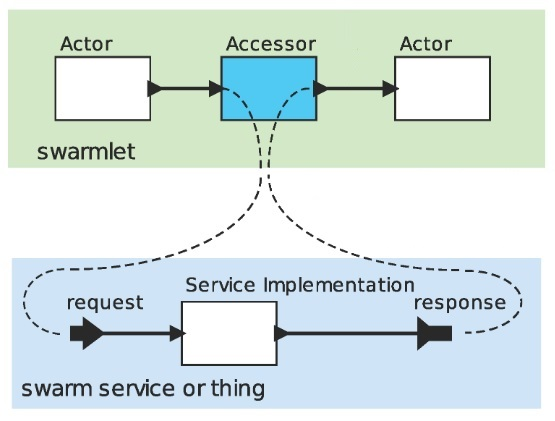 Actor
Accessor
Actor
swarmlet
Service Implementation
request
response
swarm service or thing